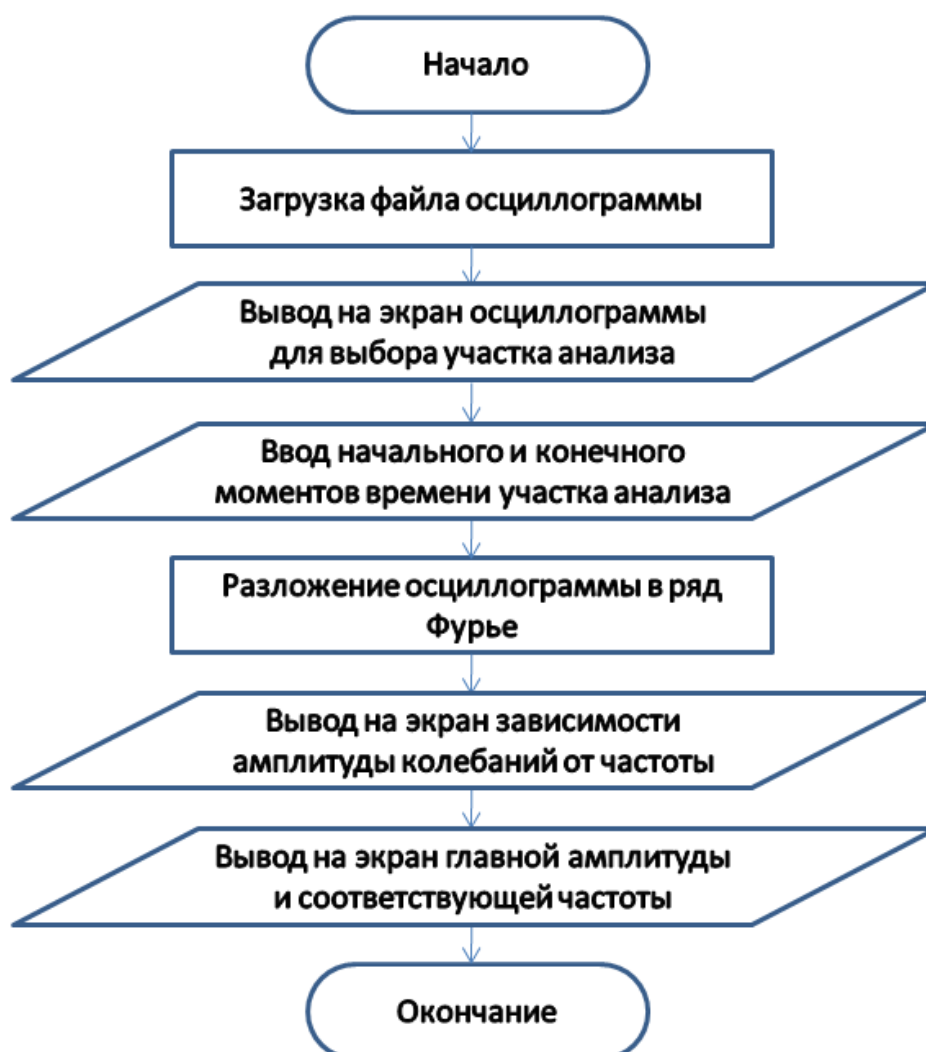 Начало
Загрузка файла осциллограммы
Вывод на экран осциллограммы
для выбора участка анализа
Ввод начального и конечного
моментов времени участка анализа
Разложение осциллограммы в ряд
Фурье
Вывод на экран зависимости
амплитуды колебаний от частоты
Вывод на экран главной амплитуды
и соответствующей частоты
Окончание